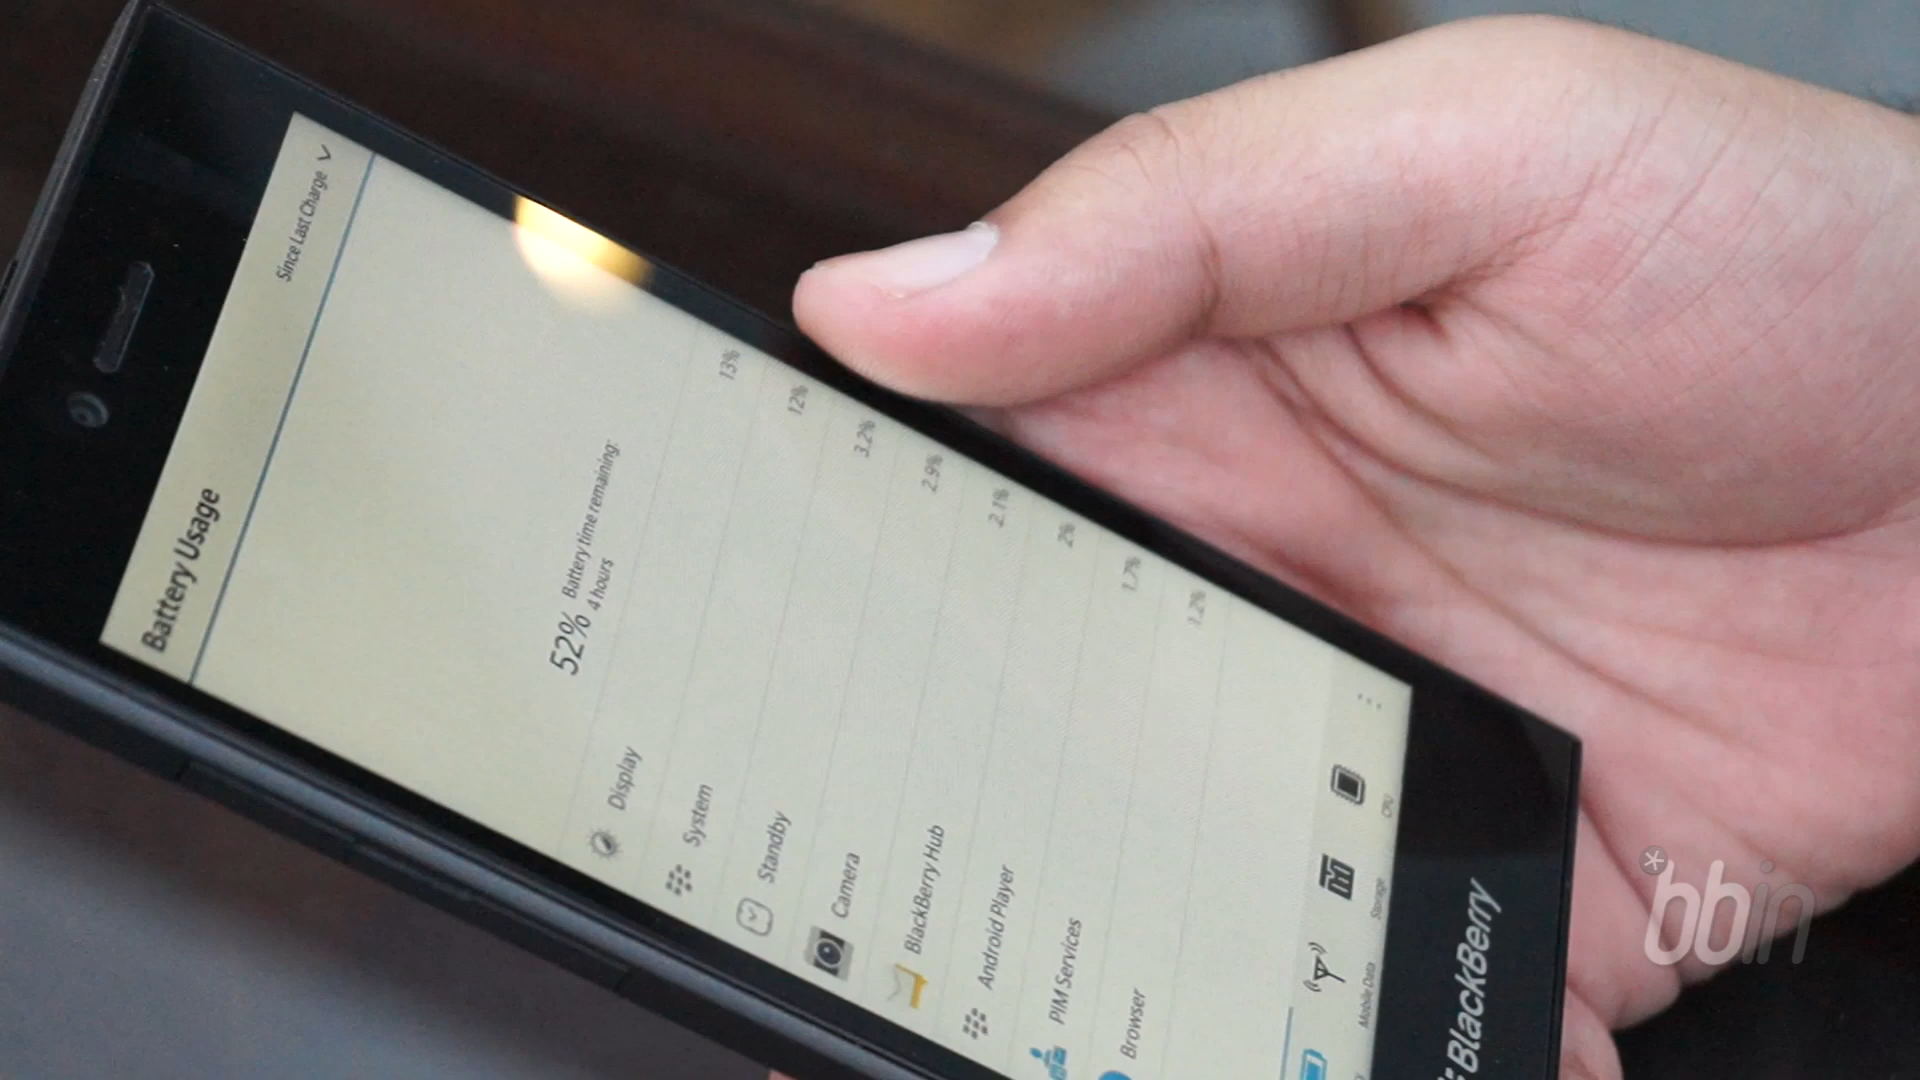 Battery Usage Since Last Charge
52% Battery time remaining:
4 hours
Display 13%
System 12%
Standby 3.2%
Camera 2.9%
BlackBerry Hub 2.1%
Android Player 2%
PIM Services 1.7%
Browser 1.2%
Mobile Data Storage CPU
BlackBerry
bbin